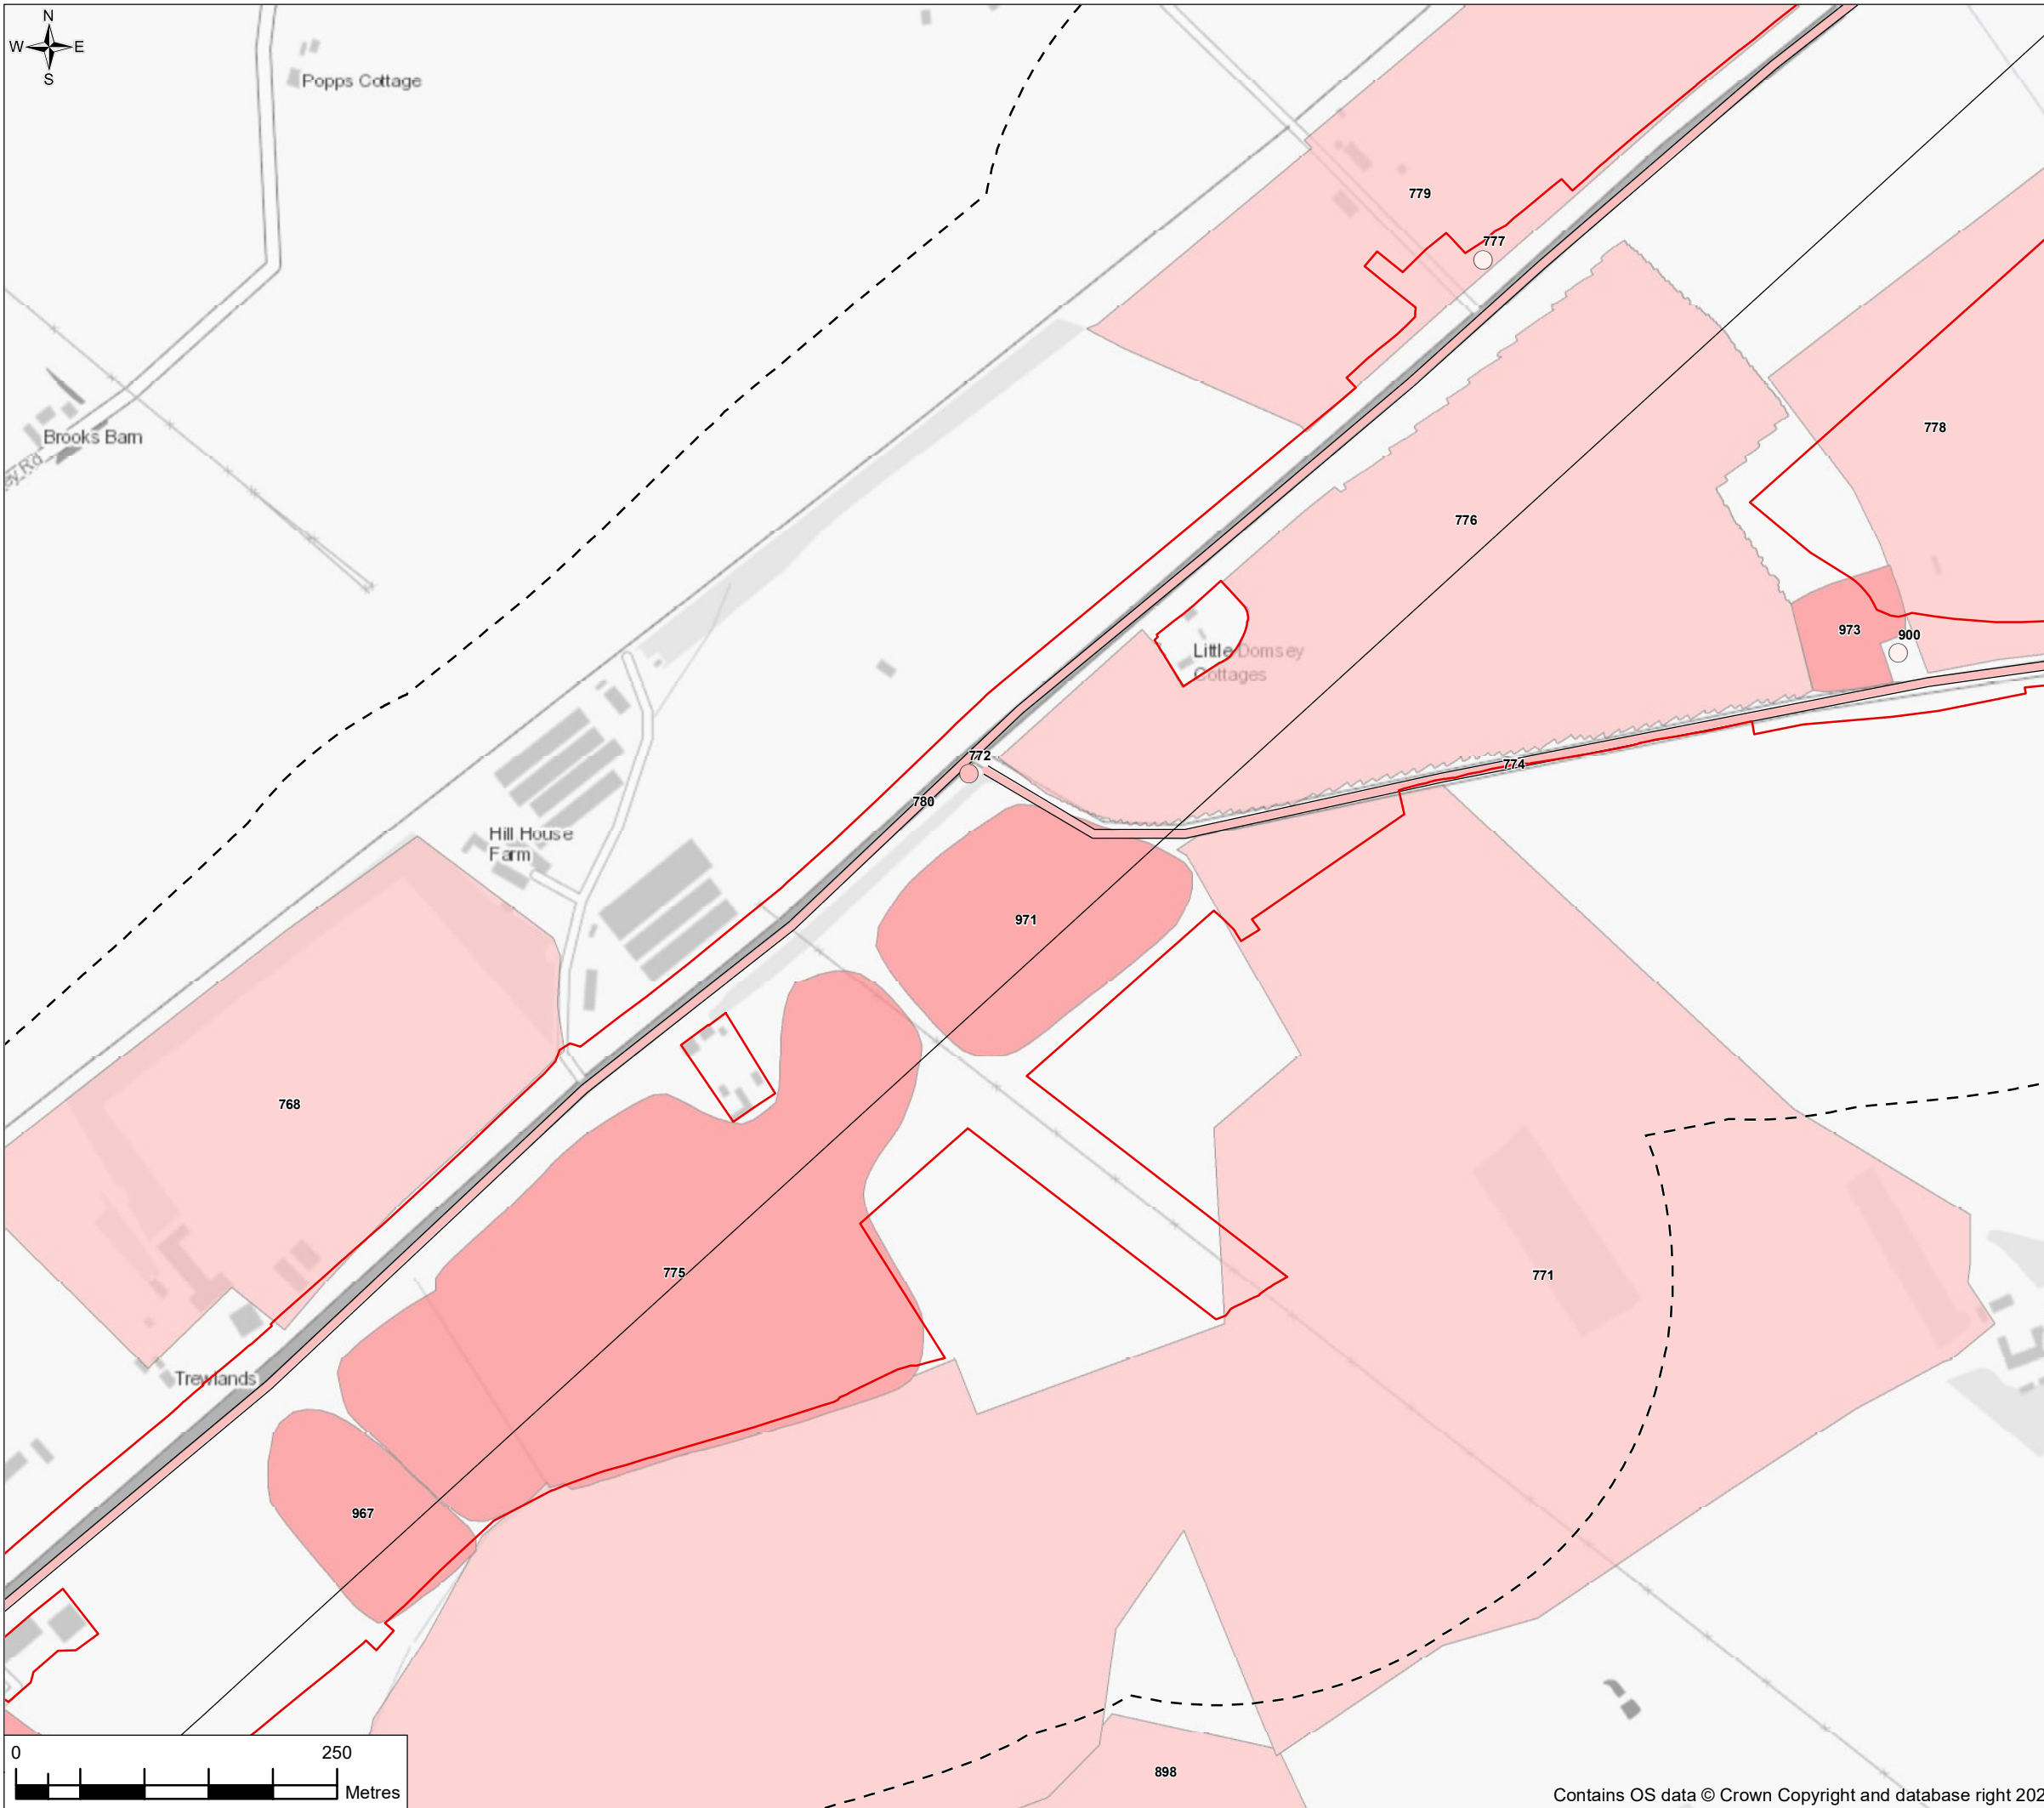 N
W E
S
Popps Cottage
779
777
Brooks Barn
ey Rd
778
776
973
900
Little Domsey
Cottages
772
774
780
Hill House
Farm
971
768
775
771
Trewlands
967
898
0 250
Metres
Contains OS data © Crown Copyright and database right 202